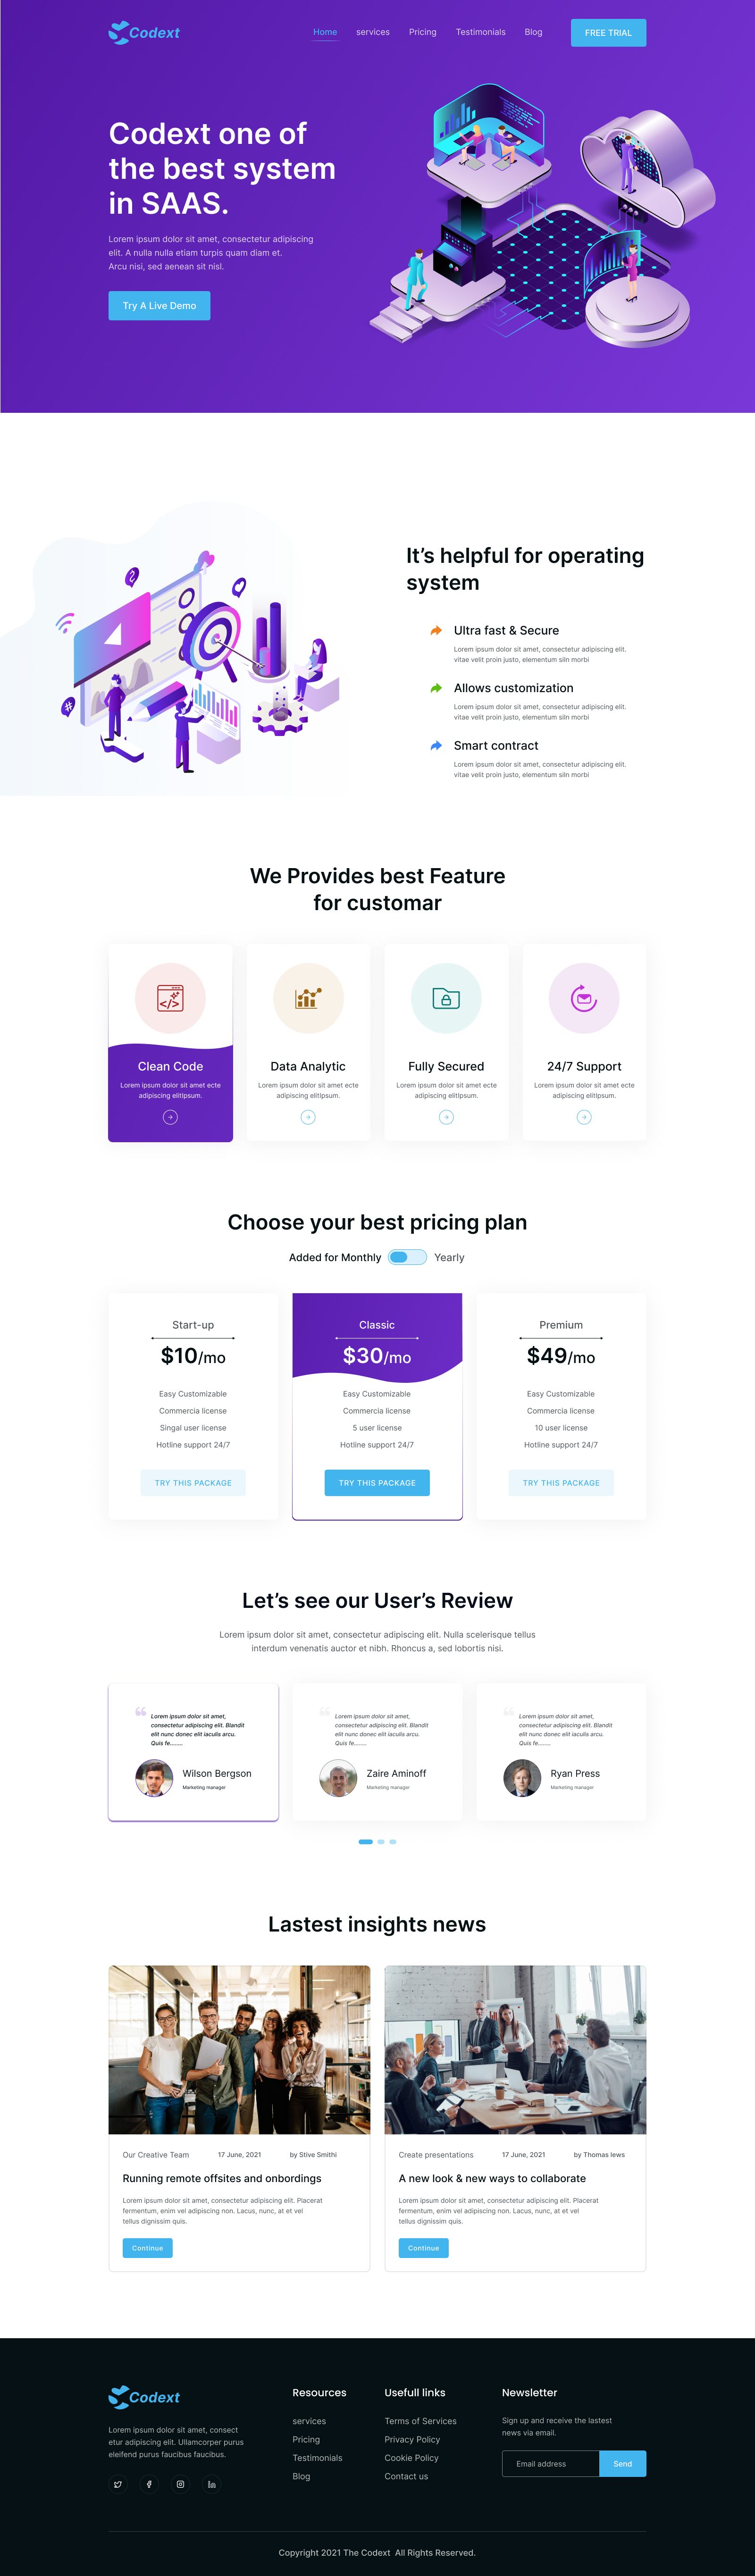 Codext
Home
services
Pricing
Testimonials
Blog
FREE TRIAL
Codext one of
the best system
in SAAS.
Lorem ipsum dolor sit amet, consectetur adipiscing
elit. A nulla nulla etiam turpis quam diam et.
Arcu nisi, sed aenean sit nisl.
Try A Live Demo
It's helpful for operating
system
Ultra fast & Secure
Lorem ipsum dolor sit amet, consectetur adipiscing elit.
vitae velit proin justo, elementum siln morbi
Allows customization
Lorem ipsum dolor sit amet, consectetur adipiscing elit.
vitae velit proin justo, elementum siln morbi
Smart contract
Lorem ipsum dolor sit amet, consectetur adipiscing elit.
vitae velit proin justo, elementum siln morbi
We Provides best Feature
for customar
Clean Code
Lorem ipsum dolor sit amet ecte
adipiscing elitIpsum.
Data Analytic
Lorem ipsum dolor sit amet ecte
adipiscing elitIpsum.
Fully Secured
Lorem ipsum dolor sit amet ecte
adipiscing elitIpsum.
24/7 Support
Lorem ipsum dolor sit amet ecte
adipiscing elitIpsum.
Choose your best pricing plan
Added for Monthly
Yearly
Start-up
$10/mo
Easy Customizable
Commercia license
Singal user license
Hotline support 24/7
TRY THIS PACKAGE
Classic
$30/mo
Easy Customizable
Commercia license
5 user license
Hotline support 24/7
TRY THIS PACKAGE
Premium
$49/mo
Easy Customizable
Commercia license
10 user license
Hotline support 24/7
TRY THIS PACKAGE
Let's see our User's Review
Lorem ipsum dolor sit amet, consectetur adipiscing elit. Nulla scelerisque tellus
interdum venenatis auctor et nibh. Rhoncus a, sed lobortis nisi.
Lorem ipsum dolor sit amet,
consectetur adipiscing elit. Blandit
elit nunc donec elit iaculis arcu.
Quis fe........
Wilson Bergson
Marketing manager
Lorem ipsum dolor sit amet,
consectetur adipiscing elit. Blandit
elit nunc donec elit iaculis arcu.
Quis fe........
Zaire Aminoff
Marketing manager
Lorem ipsum dolor sit amet,
consectetur adipiscing elit. Blandit
elit nunc donec elit iaculis arcu.
Quis fe........
Ryan Press
Marketing manager
Lastest insights news
Our Creative Team
17 June, 2021
by Stive Smithi
Running remote offsites and onbordings
Lorem ipsum dolor sit amet, consectetur adipiscing elit. Placerat
fermentum, enim vel adipiscing non. Lacus, nunc, at et vel
tellus dignissim quis.
Continue
Create presentations
17 June, 2021
by Thomas lews
A new look & new ways to collaborate
Lorem ipsum dolor sit amet, consectetur adipiscing elit. Placerat
fermentum, enim vel adipiscing non. Lacus, nunc, at et vel
tellus dignissim quis.
Continue
Codext
Lorem ipsum dolor sit amet, consect
etur adipiscing elit. Ullamcorper purus
eleifend purus faucibus faucibus.
Resources
services
Pricing
Testimonials
Blog
Usefull links
Terms of Services
Privacy Policy
Cookie Policy
Contact us
Newsletter
Sign up and receive the lastest
news via email.
Email address
Send
Copyright 2021 The Codext All Rights Reserved.